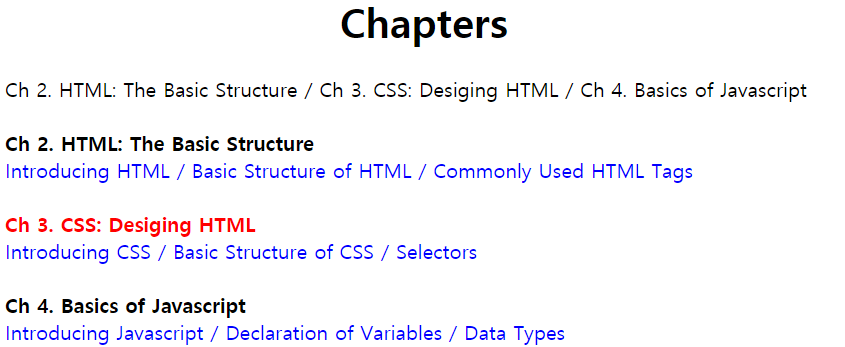 Chapters
Ch 2. HTML: The Basic Structure / Ch 3. CSS: Desiging HTML / Ch 4. Basics of Javascript
Ch 2. HTML: The Basic Structure
Introducing HTML / Basic Structure of HTML / Commonly Used HTML Tags
Ch 3. CSS: Desiging HTML
Introducing CSS / Basic Structure of CSS / Selectors
Ch 4. Basics of Javascript
Introducing Javascript / Declaration of Variables / Data Types